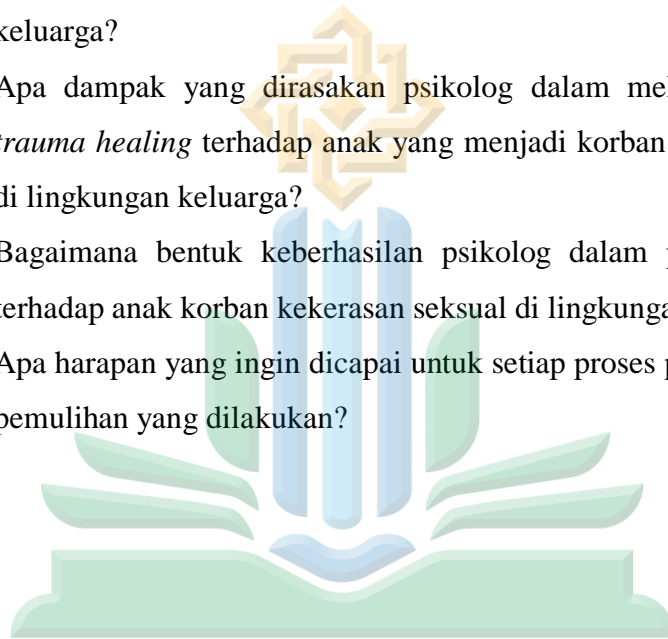 keluarga?
Apa dampak yang dirasakan psikolog dalam
trauma healing terhadap anak yang menjadi korban
di lingkungan keluarga?
Bagaimana bentuk keberhasilan psikolog dalam
terhadap anak korban kekerasan seksual di
Apa harapan yang ingin dicapai untuk setiap proses
pemulihan yang dilakukan?